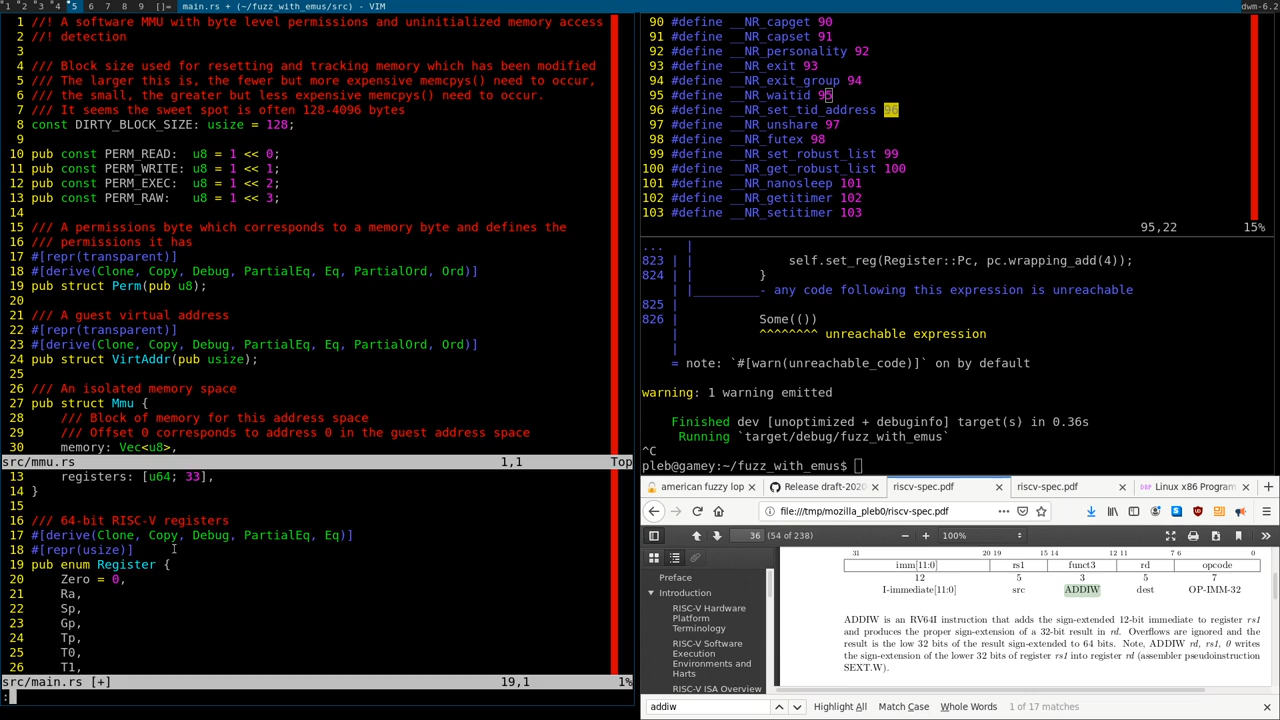 1 2 3 4 5 6 7 8 9 []= main.rs + (~/fuzz_with_emus/src) - VIM dwm-6.2
1 //! A software MMU with byte level permissions and uninitialized memory access
2 //! detection
3
4 /// Block size used for resetting and tracking memory which has been modified
5 /// The larger this is, the fewer but more expensive memcpys() need to occur,
6 /// the small, the greater but less expensive memcpys() need to occur.
7 /// It seems the sweet spot is often 128-4096 bytes
8 const DIRTY_BLOCK_SIZE: usize = 128;
9
10 pub const PERM_READ:  u8 = 1 << 0;
11 pub const PERM_WRITE: u8 = 1 << 1;
12 pub const PERM_EXEC:  u8 = 1 << 2;
13 pub const PERM_RAW:   u8 = 1 << 3;
14
15 /// A permissions byte which corresponds to a memory byte and defines the
16 /// permissions it has
17 #[repr(transparent)]
18 #[derive(Clone, Copy, Debug, PartialEq, Eq, PartialOrd, Ord)]
19 pub struct Perm(pub u8);
20
21 /// A guest virtual address
22 #[repr(transparent)]
23 #[derive(Clone, Copy, Debug, PartialEq, Eq, PartialOrd, Ord)]
24 pub struct VirtAddr(pub usize);
25
26 /// An isolated memory space
27 pub struct Mmu {
28     /// Block of memory for this address space
29     /// Offset 0 corresponds to address 0 in the guest address space
30     memory: Vec<u8>,
src/mmu.rs 1,1 Top
13     registers: [u64; 33],
14 }
15
16 /// 64-bit RISC-V registers
17 #[derive(Clone, Copy, Debug, PartialEq, Eq)]
18 #[repr(usize)]
19 pub enum Register {
20     Zero = 0,
21     Ra,
22     Sp,
23     Gp,
24     Tp,
25     T0,
26     T1,
src/main.rs [+] 19,1 1%
:
90 #define __NR_capget 90
91 #define __NR_capset 91
92 #define __NR_personality 92
93 #define __NR_exit 93
94 #define __NR_exit_group 94
95 #define __NR_waitid 95
96 #define __NR_set_tid_address 96
97 #define __NR_unshare 97
98 #define __NR_futex 98
99 #define __NR_set_robust_list 99
100 #define __NR_get_robust_list 100
101 #define __NR_nanosleep 101
102 #define __NR_getitimer 102
103 #define __NR_setitimer 103
95,22 15%
... |
823 | |             self.set_reg(Register::Pc, pc.wrapping_add(4));
824 | |         }
| |_________- any code following this expression is unreachable
825 |
826 |           Some(())
|           ^^^^^^^^ unreachable expression
|
= note: `#[warn(unreachable_code)]` on by default
warning: 1 warning emitted
Finished dev [unoptimized + debuginfo] target(s) in 0.36s
Running `target/debug/fuzz_with_emus`
^C
pleb@gamey:~/fuzz_with_emus$
american fuzzy lop Release draft-2020 riscv-spec.pdf riscv-spec.pdf Linux x86 Program
file:///tmp/mozilla_pleb0/riscv-spec.pdf
36 (54 of 238) 100%
Preface
Introduction
RISC-V Hardware
Platform
Terminology
RISC-V Software
Execution
Environments and
Harts
RISC-V ISA Overview
31 20 19 15 14 12 11 7 6 0
imm[11:0] rs1 funct3 rd opcode
12 5 3 5 7
I-immediate[11:0] src ADDIW dest OP-IMM-32
ADDIW is an RV64I instruction that adds the sign-extended 12-bit immediate to register rs1
and produces the proper sign-extension of a 32-bit result in rd. Overflows are ignored and the
result is the low 32 bits of the result sign-extended to 64 bits. Note, ADDIW rd, rs1, 0 writes
the sign-extension of the lower 32 bits of register rs1 into register rd (assembler pseudoinstruction
SEXT.W).
addiw Highlight All Match Case Whole Words 1 of 17 matches